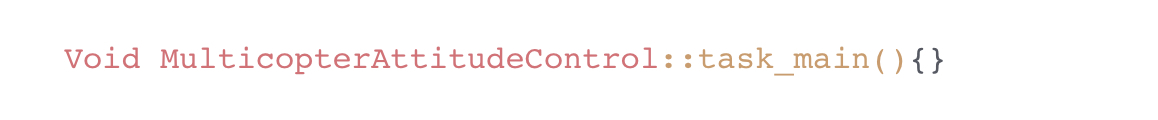 Void MulticopterAttitudeControl::task_main(){}